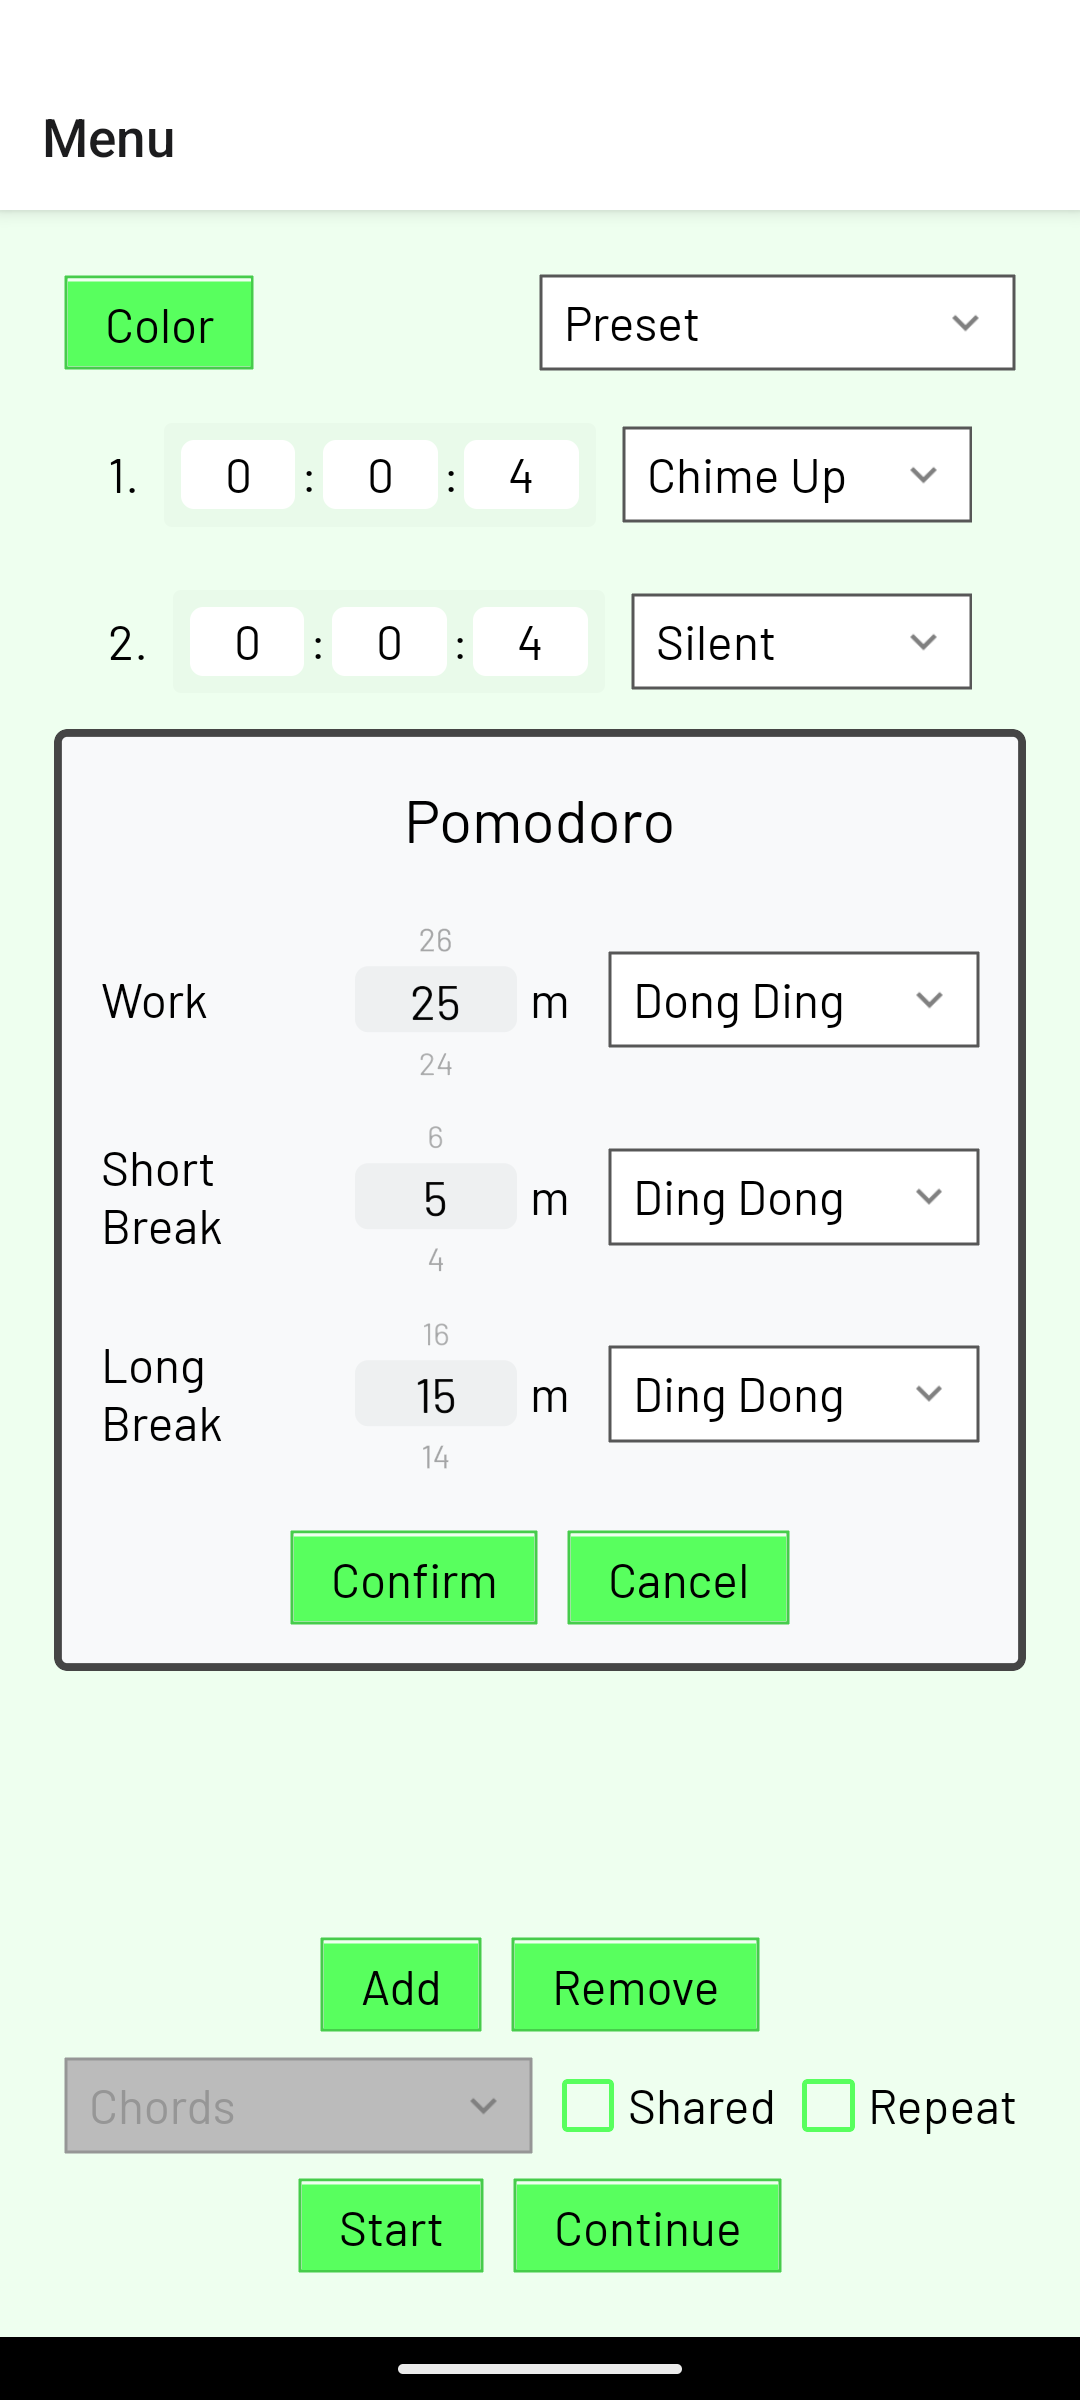 Menu
Color
Preset
1. 0 : 0 : 4 Chime Up
2. 0 : 0 : 4 Silent
Pomodoro
26
Work 25 m Dong Ding
24
6
Short Break 5 m Ding Dong
4
16
Long Break 15 m Ding Dong
14
Confirm Cancel
Add Remove
Chords Shared Repeat
Start Continue